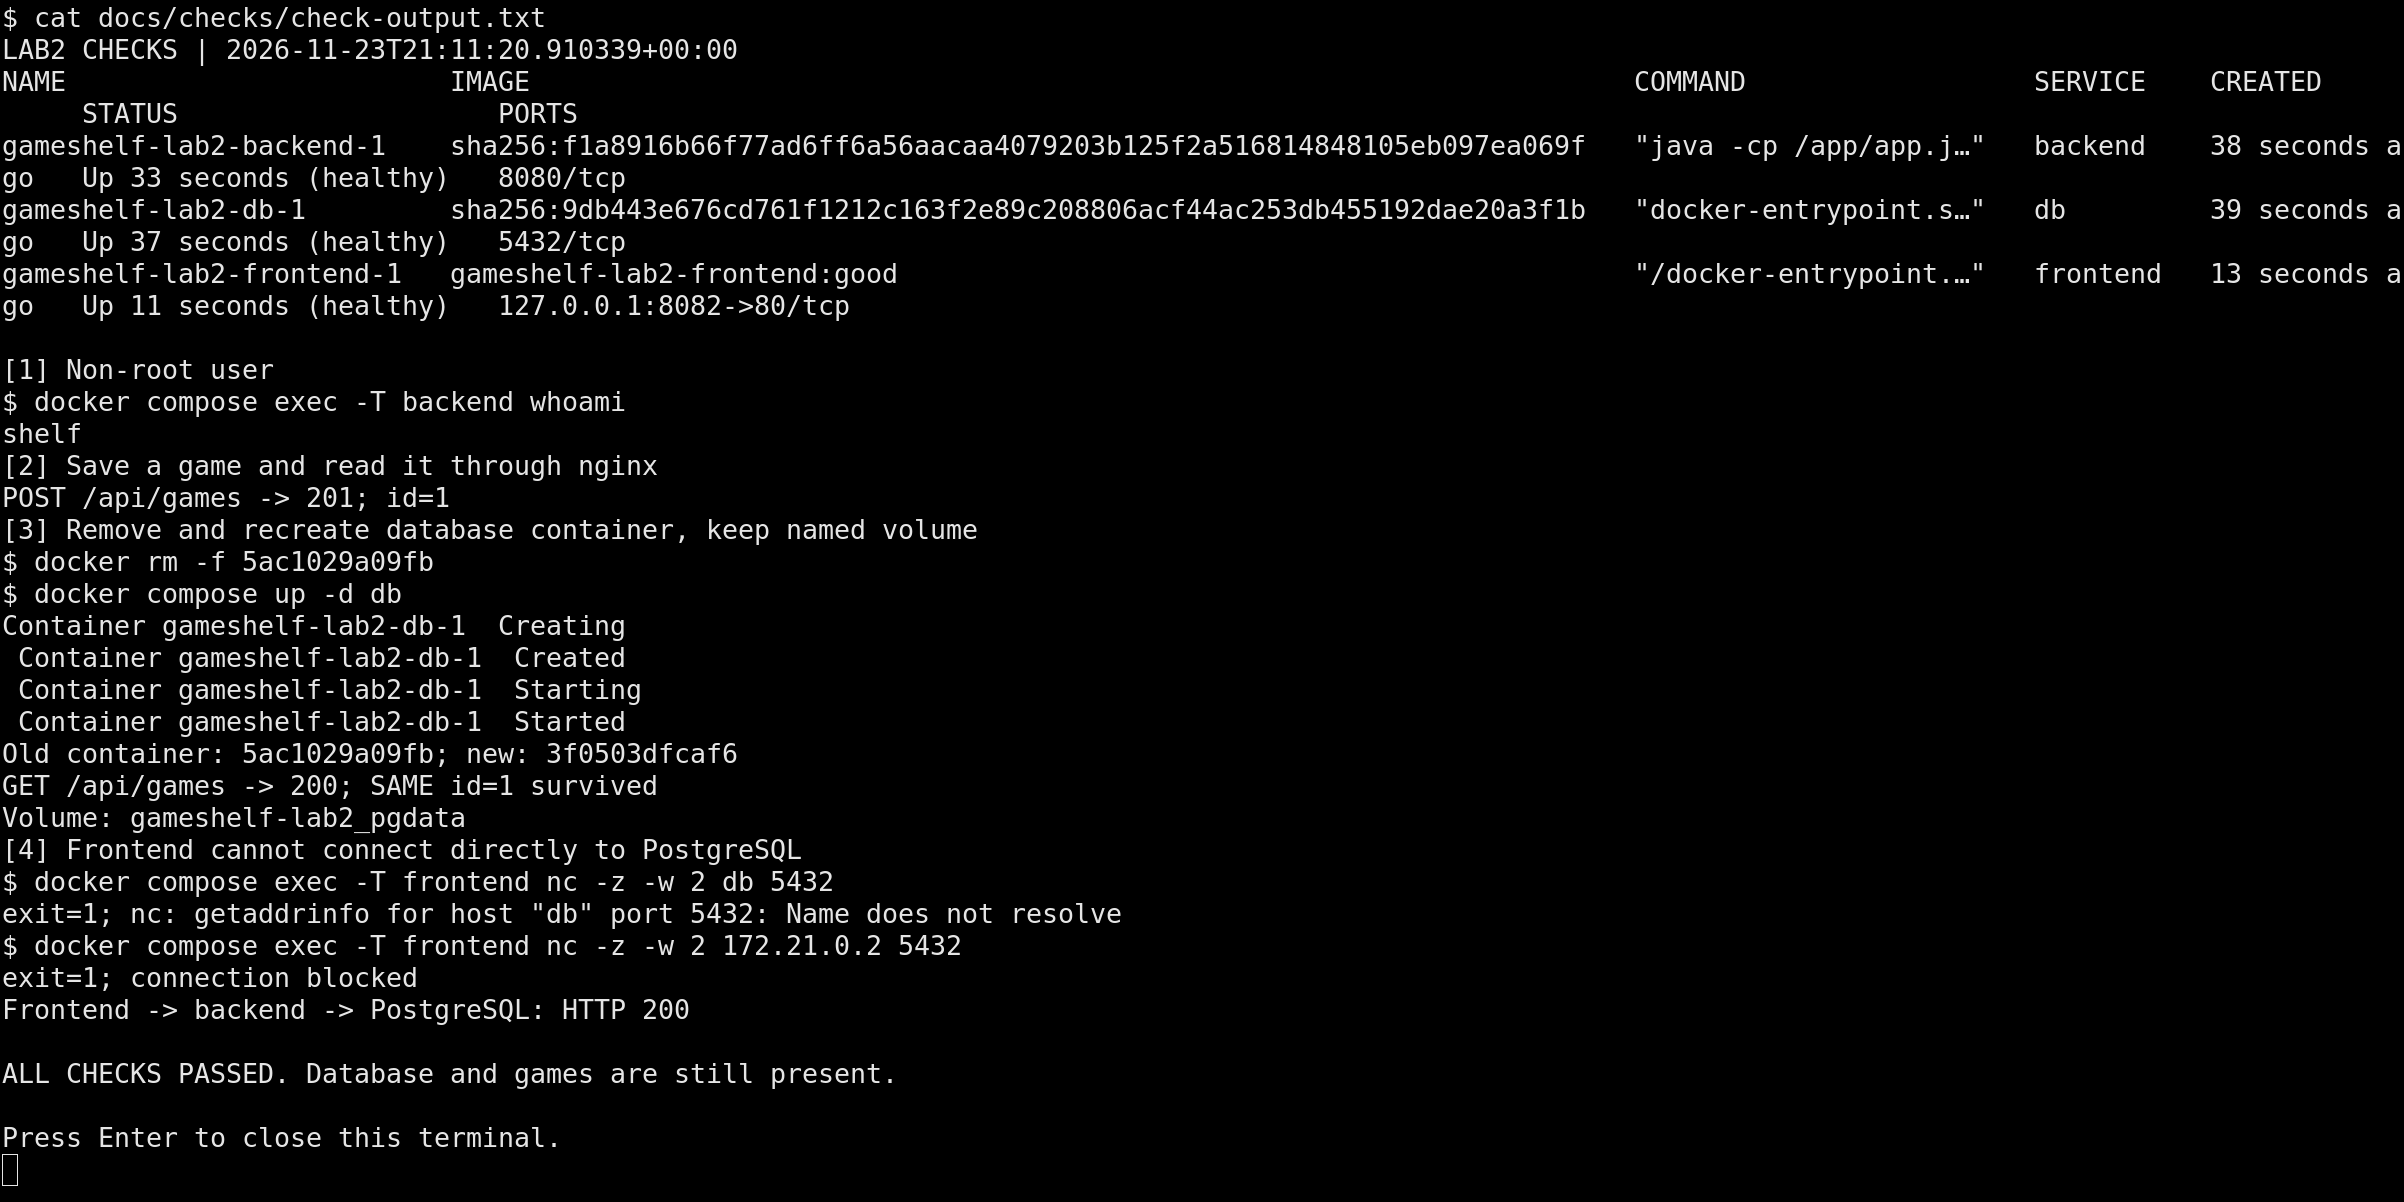 $ cat docs/checks/check-output.txt
LAB2 CHECKS | 2026-11-23T21:11:20.910339+00:00
NAME                        IMAGE                                                                     COMMAND                  SERVICE    CREATED
     STATUS                    PORTS
gameshelf-lab2-backend-1    sha256:f1a8916b66f77ad6ff6a56aacaa4079203b125f2a516814848105eb097ea069f   "java -cp /app/app.j…"   backend    38 seconds a
go   Up 33 seconds (healthy)   8080/tcp
gameshelf-lab2-db-1         sha256:9db443e676cd761f1212c163f2e89c208806acf44ac253db455192dae20a3f1b   "docker-entrypoint.s…"   db         39 seconds a
go   Up 37 seconds (healthy)   5432/tcp
gameshelf-lab2-frontend-1   gameshelf-lab2-frontend:good                                              "/docker-entrypoint.…"   frontend   13 seconds a
go   Up 11 seconds (healthy)   127.0.0.1:8082->80/tcp

[1] Non-root user
$ docker compose exec -T backend whoami
shelf
[2] Save a game and read it through nginx
POST /api/games -> 201; id=1
[3] Remove and recreate database container, keep named volume
$ docker rm -f 5ac1029a09fb
$ docker compose up -d db
Container gameshelf-lab2-db-1  Creating
 Container gameshelf-lab2-db-1  Created
 Container gameshelf-lab2-db-1  Starting
 Container gameshelf-lab2-db-1  Started
Old container: 5ac1029a09fb; new: 3f0503dfcaf6
GET /api/games -> 200; SAME id=1 survived
Volume: gameshelf-lab2_pgdata
[4] Frontend cannot connect directly to PostgreSQL
$ docker compose exec -T frontend nc -z -w 2 db 5432
exit=1; nc: getaddrinfo for host "db" port 5432: Name does not resolve
$ docker compose exec -T frontend nc -z -w 2 172.21.0.2 5432
exit=1; connection blocked
Frontend -> backend -> PostgreSQL: HTTP 200

ALL CHECKS PASSED. Database and games are still present.

Press Enter to close this terminal.